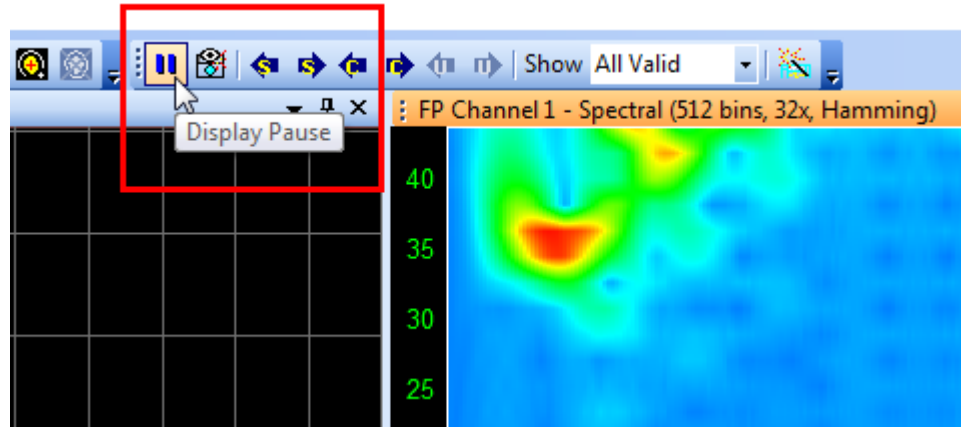 Show All Valid
Display Pause
FP Channel 1 - Spectral (512 bins, 32x, Hamming)
40
35
30
25